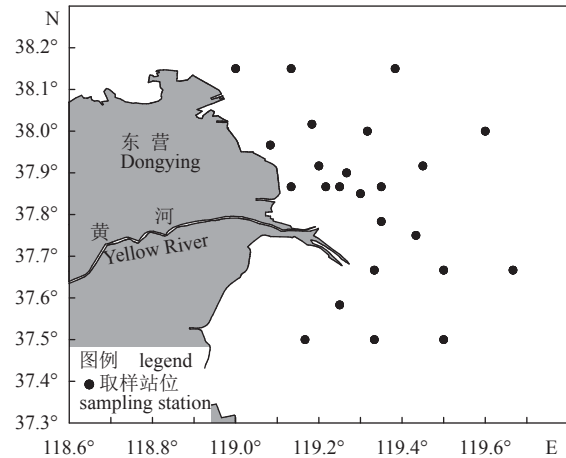 N
38.2°
38.1°
38.0°
37.9°
37.8°
37.7°
37.6°
37.5°
37.4°
37.3°
东 营
Dongying
黄 河
Yellow River
图例 legend
取样站位
sampling station
118.6° 118.8° 119.0° 119.2° 119.4° 119.6° E